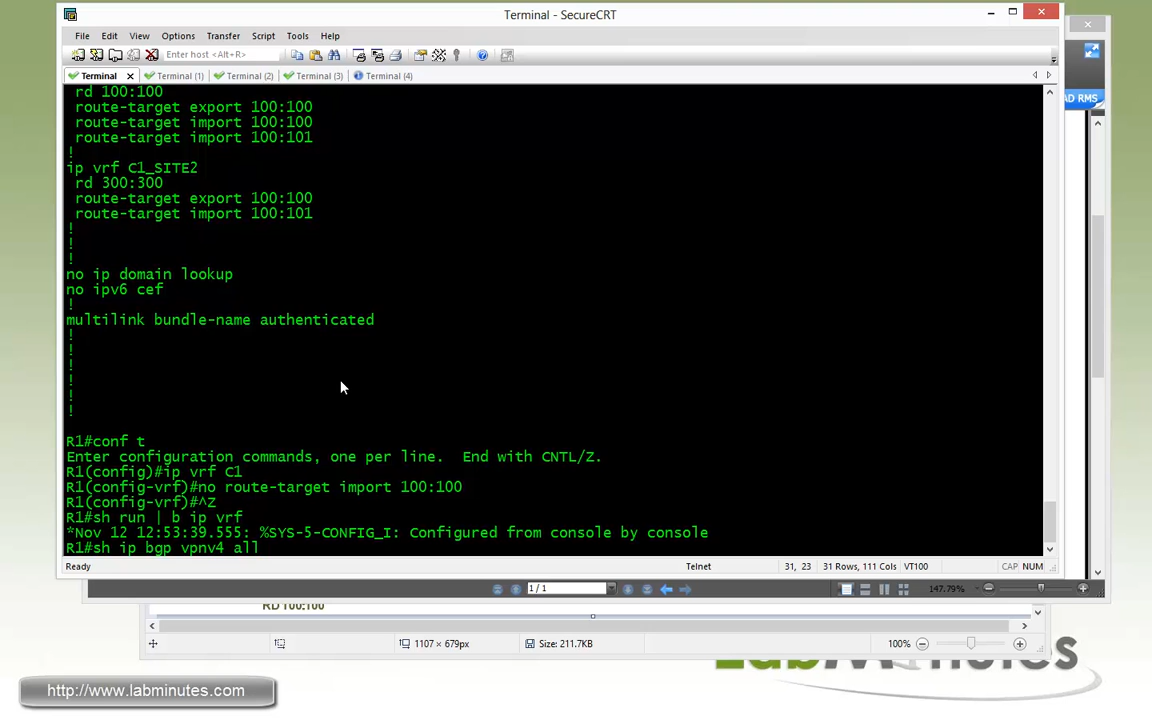 Terminal - SecureCRT
File Edit View Options Transfer Script Tools Help
Enter host <Alt+R>
Terminal Terminal (1) Terminal (2) Terminal (3) Terminal (4)
AD RMS
rd 100:100
route-target export 100:100
route-target import 100:100
route-target import 100:101
!
ip vrf C1_SITE2
rd 300:300
route-target export 100:100
route-target import 100:101
!
!
!
no ip domain lookup
no ipv6 cef
!
multilink bundle-name authenticated
!
!
!
!
!
!
R1#conf t
Enter configuration commands, one per line.  End with CNTL/Z.
R1(config)#ip vrf C1
R1(config-vrf)#no route-target import 100:100
R1(config-vrf)#^Z
R1#sh run | b ip vrf
*Nov 12 12:53:39.555: %SYS-5-CONFIG_I: Configured from console by console
R1#sh ip bgp vpnv4 all
Ready Telnet 31, 23 31 Rows, 111 Cols VT100 CAP NUM
1 / 1 147.79%
RD 100:100
1107 × 679px Size: 211.7KB 100%
LabMinutes
http://www.labminutes.com